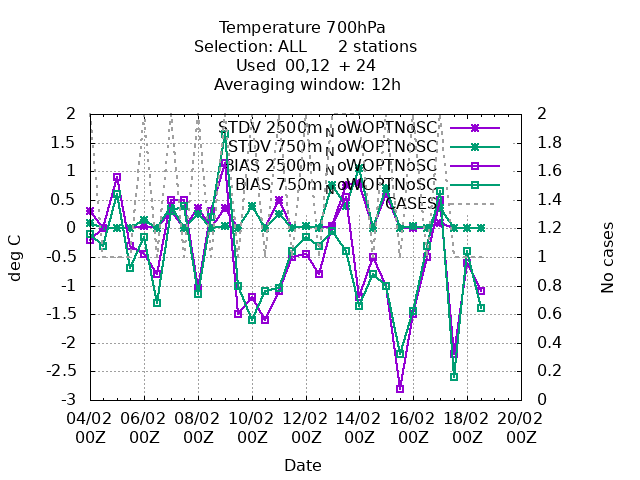 Temperature 700hPa
Selection: ALL 2 stations
Used 00,12 + 24
Averaging window: 12h
STDV 2500m NoWOPTNoSC
STDV 750m NoWOPTNoSC
BIAS 2500m NoWOPTNoSC
BIAS 750m NoWOPTNoSC
CASES
deg C
2
1.5
1
0.5
0
-0.5
-1
-1.5
-2
-2.5
-3
No cases
2
1.8
1.6
1.4
1.2
1
0.8
0.6
0.4
0.2
0
04/02 06/02 08/02 10/02 12/02 14/02 16/02 18/02 20/02
00Z 00Z 00Z 00Z 00Z 00Z 00Z 00Z 00Z
Date